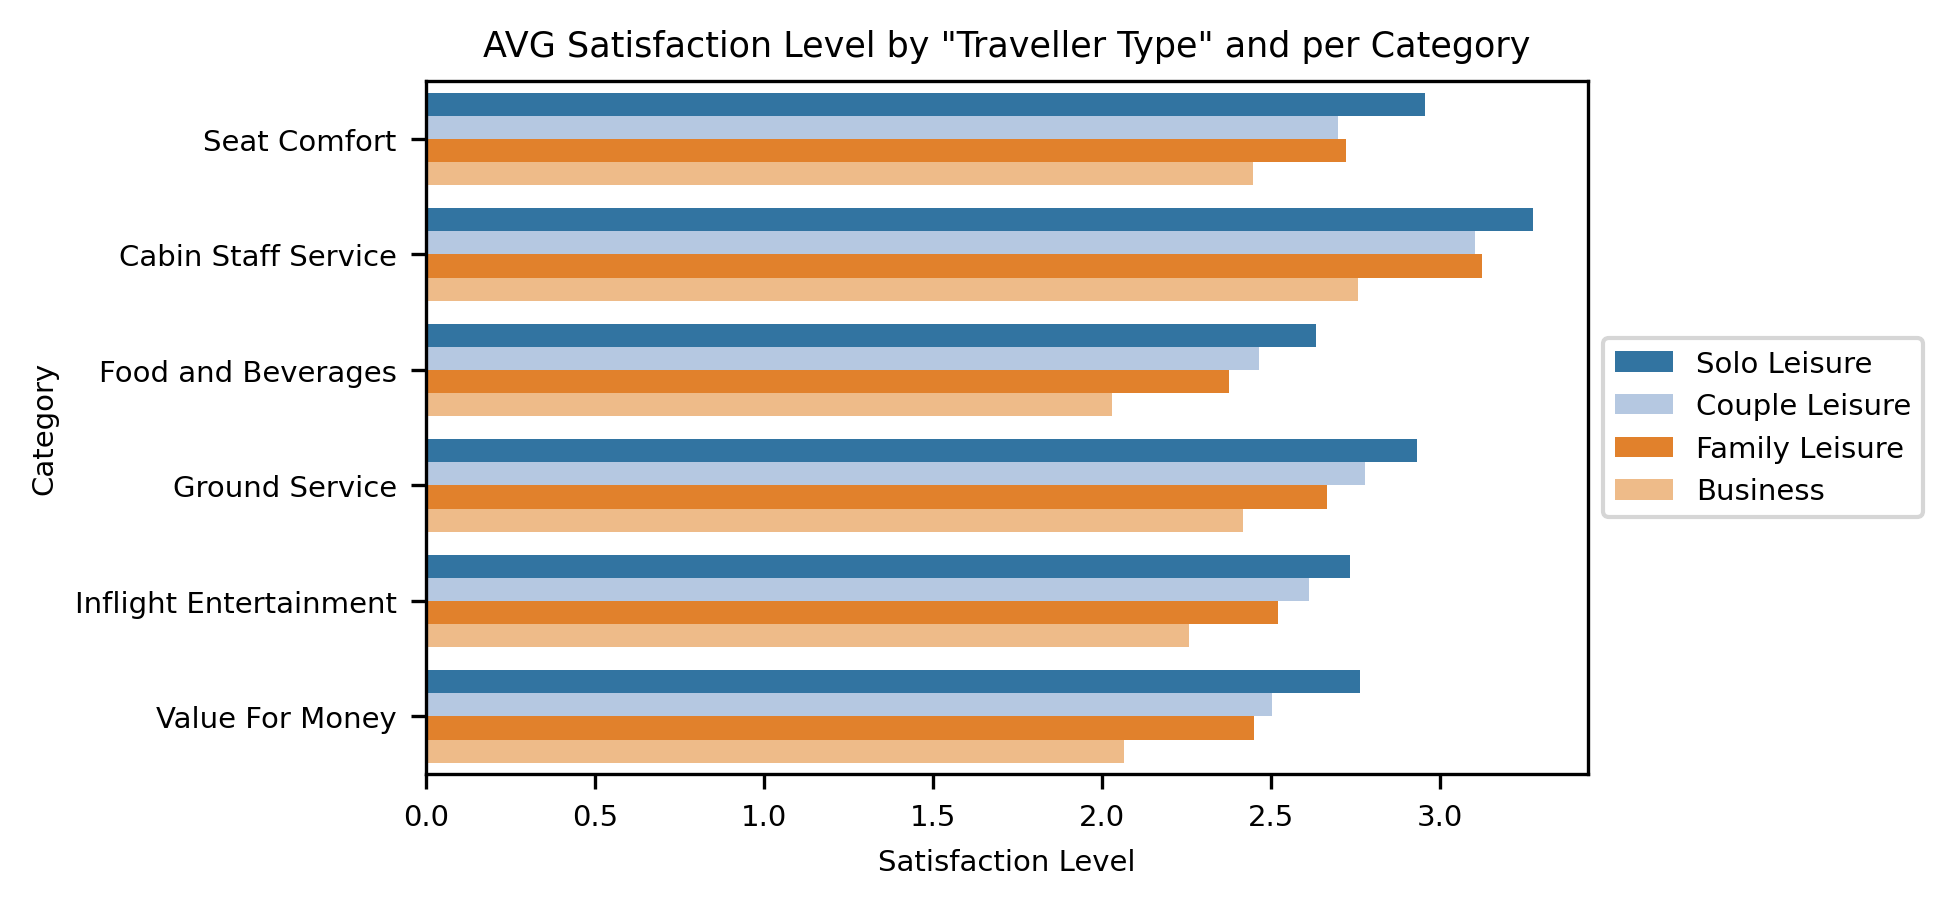 AVG Satisfaction Level by "Traveller Type" and per Category
Category
Seat Comfort
Cabin Staff Service
Food and Beverages
Ground Service
Inflight Entertainment
Value For Money
0.0 0.5 1.0 1.5 2.0 2.5 3.0
Satisfaction Level
Solo Leisure
Couple Leisure
Family Leisure
Business